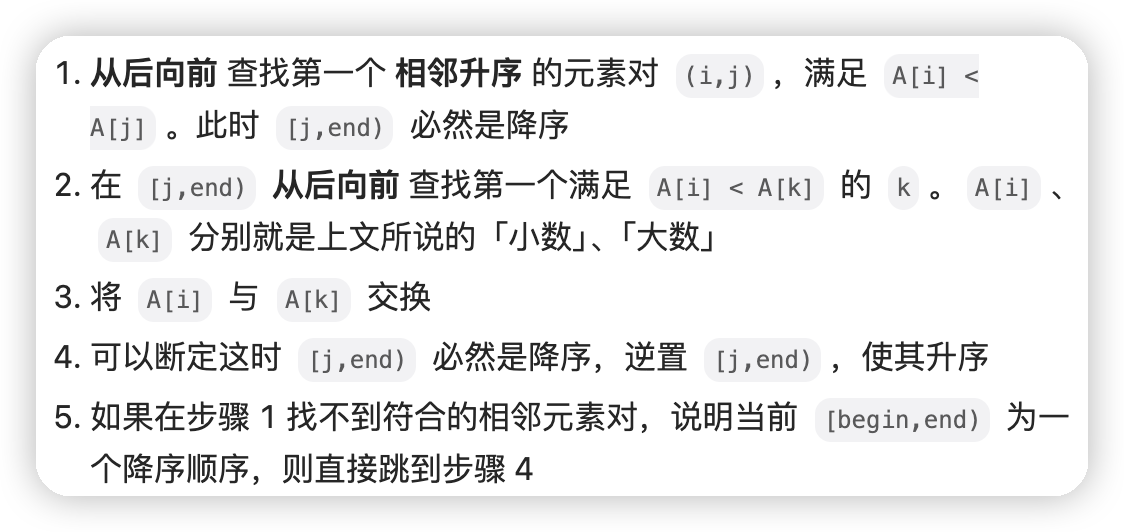 1. 从后向前 查找第一个 相邻升序 的元素对 (i,j) ，满足 A[i] <
A[j] 。此时 [j,end) 必然是降序
2. 在 [j,end) 从后向前 查找第一个满足 A[i] < A[k] 的 k 。 A[i] 、
A[k] 分别就是上文所说的「小数」、「大数」
3. 将 A[i] 与 A[k] 交换
4. 可以断定这时 [j,end) 必然是降序，逆置 [j,end) ，使其升序
5. 如果在步骤 1 找不到符合的相邻元素对，说明当前 [begin,end) 为一
个降序顺序，则直接跳到步骤 4